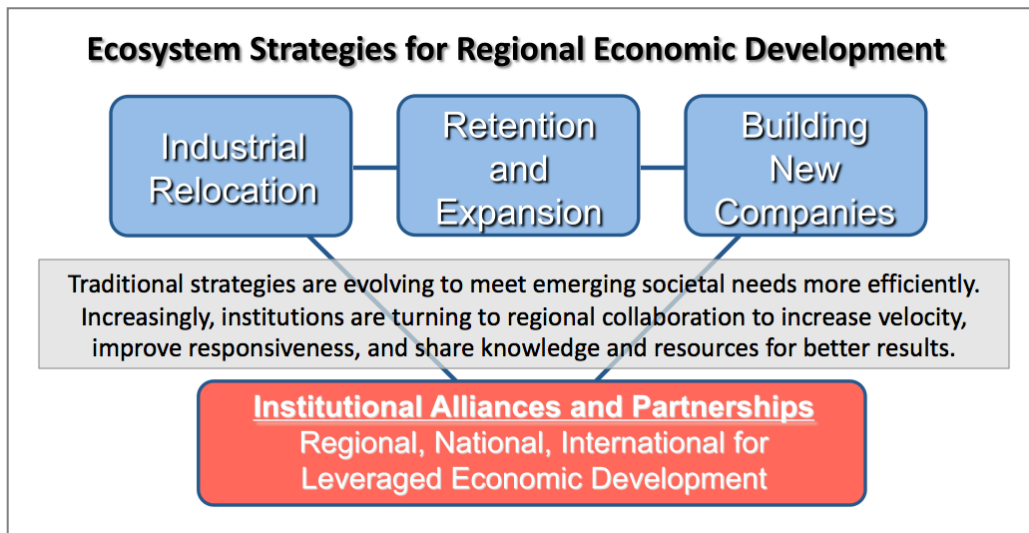 Ecosystem Strategies for Regional Economic Development
Industrial
Relocation
Retention
and
Expansion
Building
New
Companies
Traditional strategies are evolving to meet emerging societal needs more efficiently.
Increasingly, institutions are turning to regional collaboration to increase velocity,
improve responsiveness, and share knowledge and resources for better results.
Institutional Alliances and Partnerships
Regional, National, International for
Leveraged Economic Development